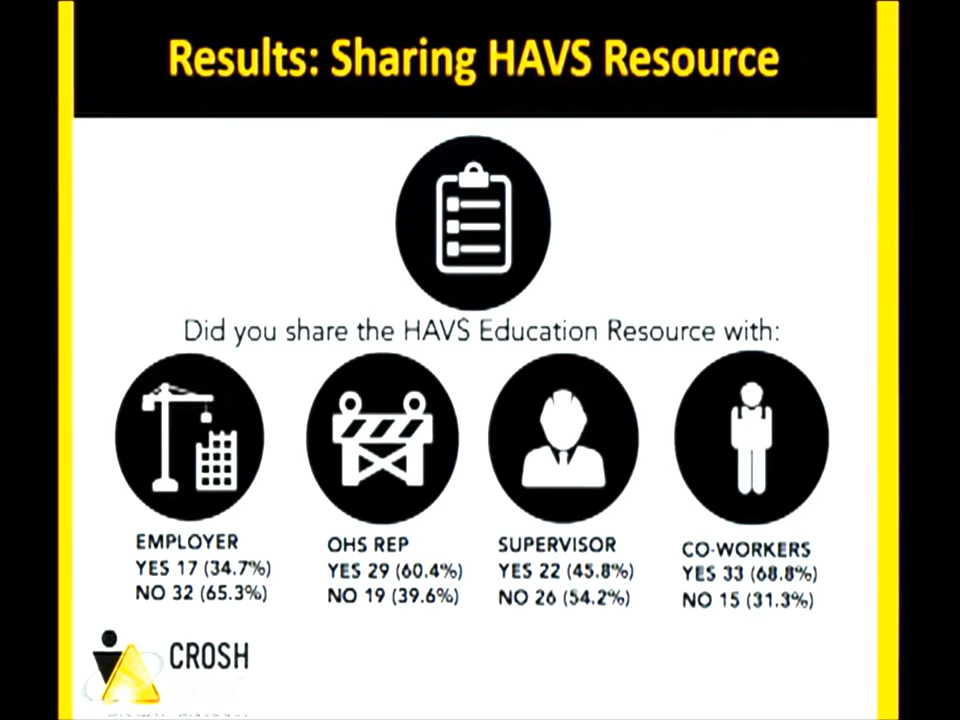 Results: Sharing HAVS Resource
Did you share the HAVS Education Resource with:
EMPLOYER
YES 17 (34.7%)
NO 32 (65.3%)
OHS REP
YES 29 (60.4%)
NO 19 (39.6%)
SUPERVISOR
YES 22 (45.8%)
NO 26 (54.2%)
CO-WORKERS
YES 33 (68.8%)
NO 15 (31.3%)
CROSH